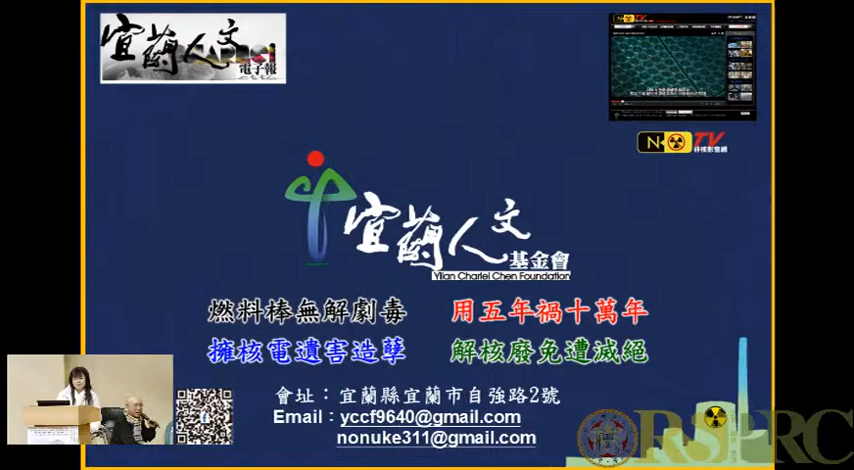 宜蘭人文
電子報
N TV
非核影音網
宜蘭人文
基金會
Yilan Charlei Chen Foundation
燃料棒無解劇毒 用五年禍十萬年
擁核電遺害造孽 解核廢免遭滅絕
會址：宜蘭縣宜蘭市自強路2號
Email：yccf9640@gmail.com
nonuke311@gmail.com
RSPRC